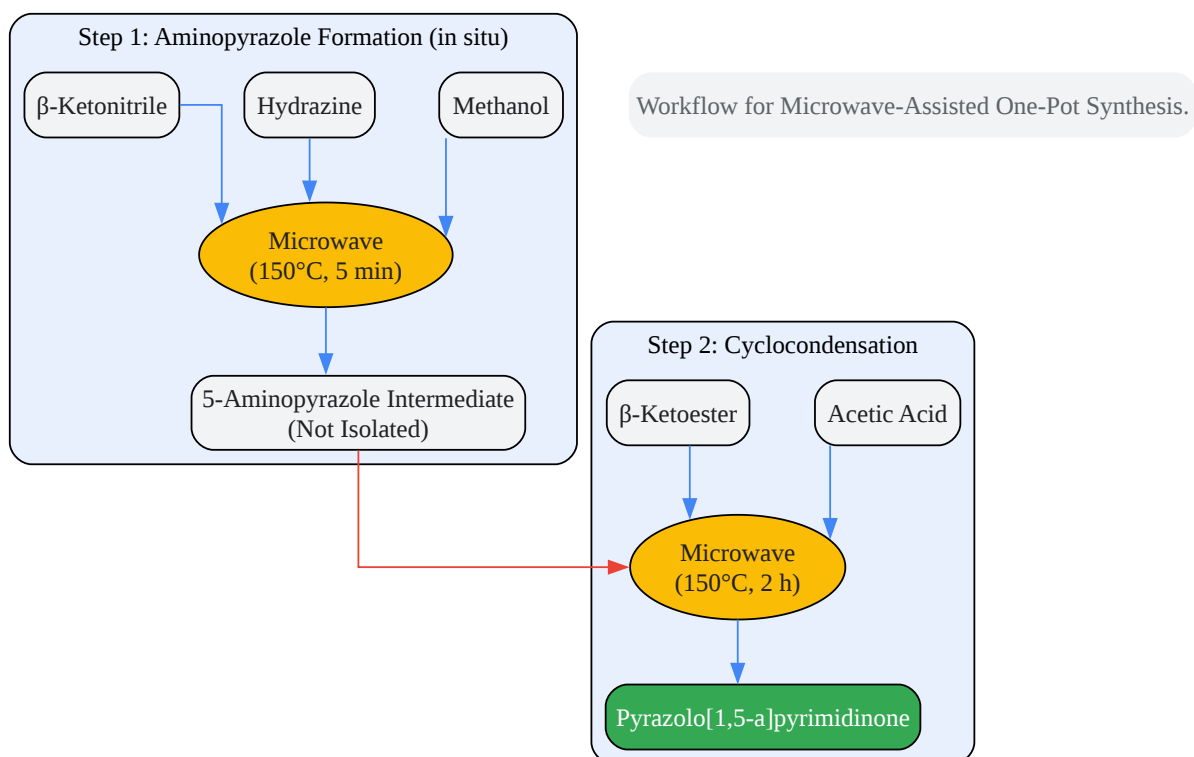 Step 1: Aminopyrazole Formation (in situ)
β-Ketonitrile
Hydrazine
Methanol
Workflow for Microwave-Assisted One-Pot Synthesis.
Microwave
(150°C, 5 min)
5-Aminopyrazole Intermediate
(Not Isolated)
Step 2: Cyclocondensation
β-Ketoester
Acetic Acid
Microwave
(150°C, 2 h)
Pyrazolo[1,5-a]pyrimidinone